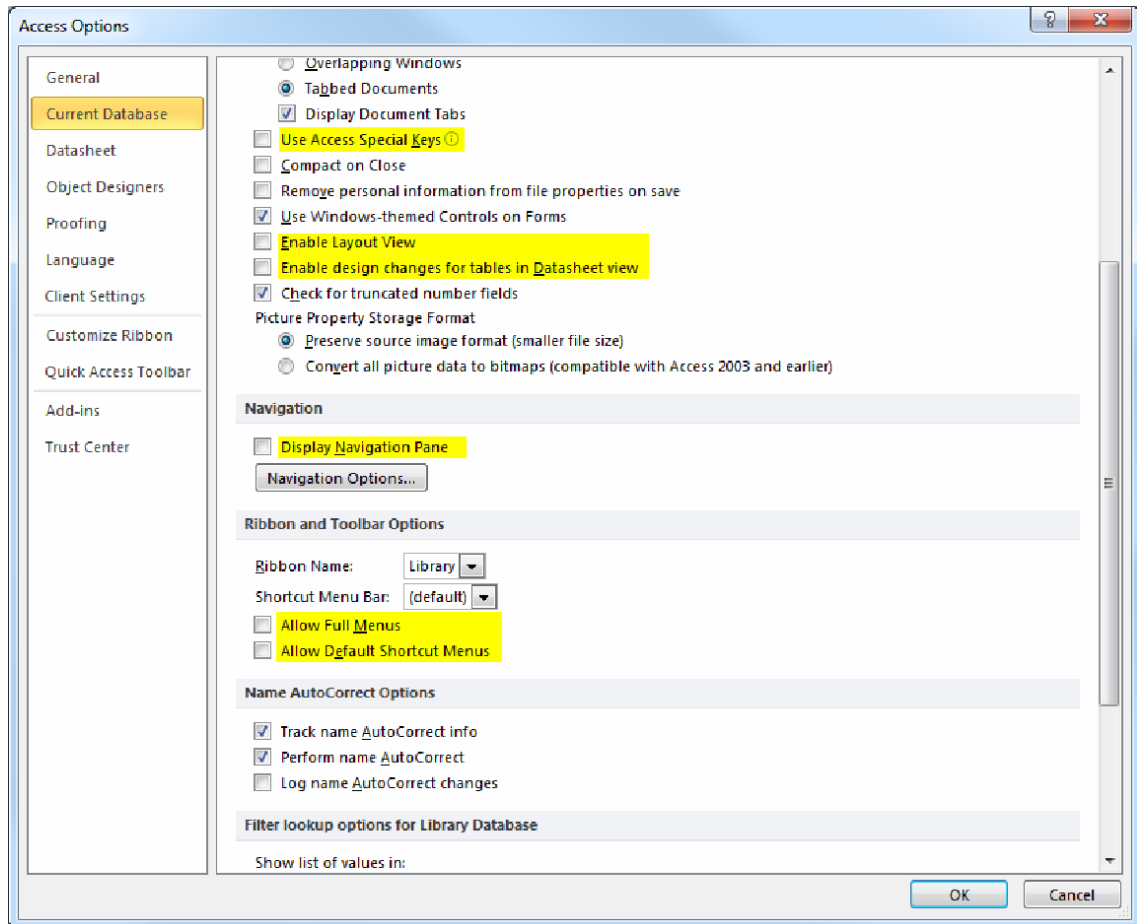 Access Options
General
Current Database
Datasheet
Object Designers
Proofing
Language
Client Settings
Customize Ribbon
Quick Access Toolbar
Add-ins
Trust Center
Overlapping Windows
Tabbed Documents
Display Document Tabs
Use Access Special Keys
Compact on Close
Remove personal information from file properties on save
Use Windows-themed Controls on Forms
Enable Layout View
Enable design changes for tables in Datasheet view
Check for truncated number fields
Picture Property Storage Format
Preserve source image format (smaller file size)
Convert all picture data to bitmaps (compatible with Access 2003 and earlier)
Navigation
Display Navigation Pane
Navigation Options...
Ribbon and Toolbar Options
Ribbon Name: Library
Shortcut Menu Bar: (default)
Allow Full Menus
Allow Default Shortcut Menus
Name AutoCorrect Options
Track name AutoCorrect info
Perform name AutoCorrect
Log name AutoCorrect changes
Filter lookup options for Library Database
Show list of values in:
OK Cancel